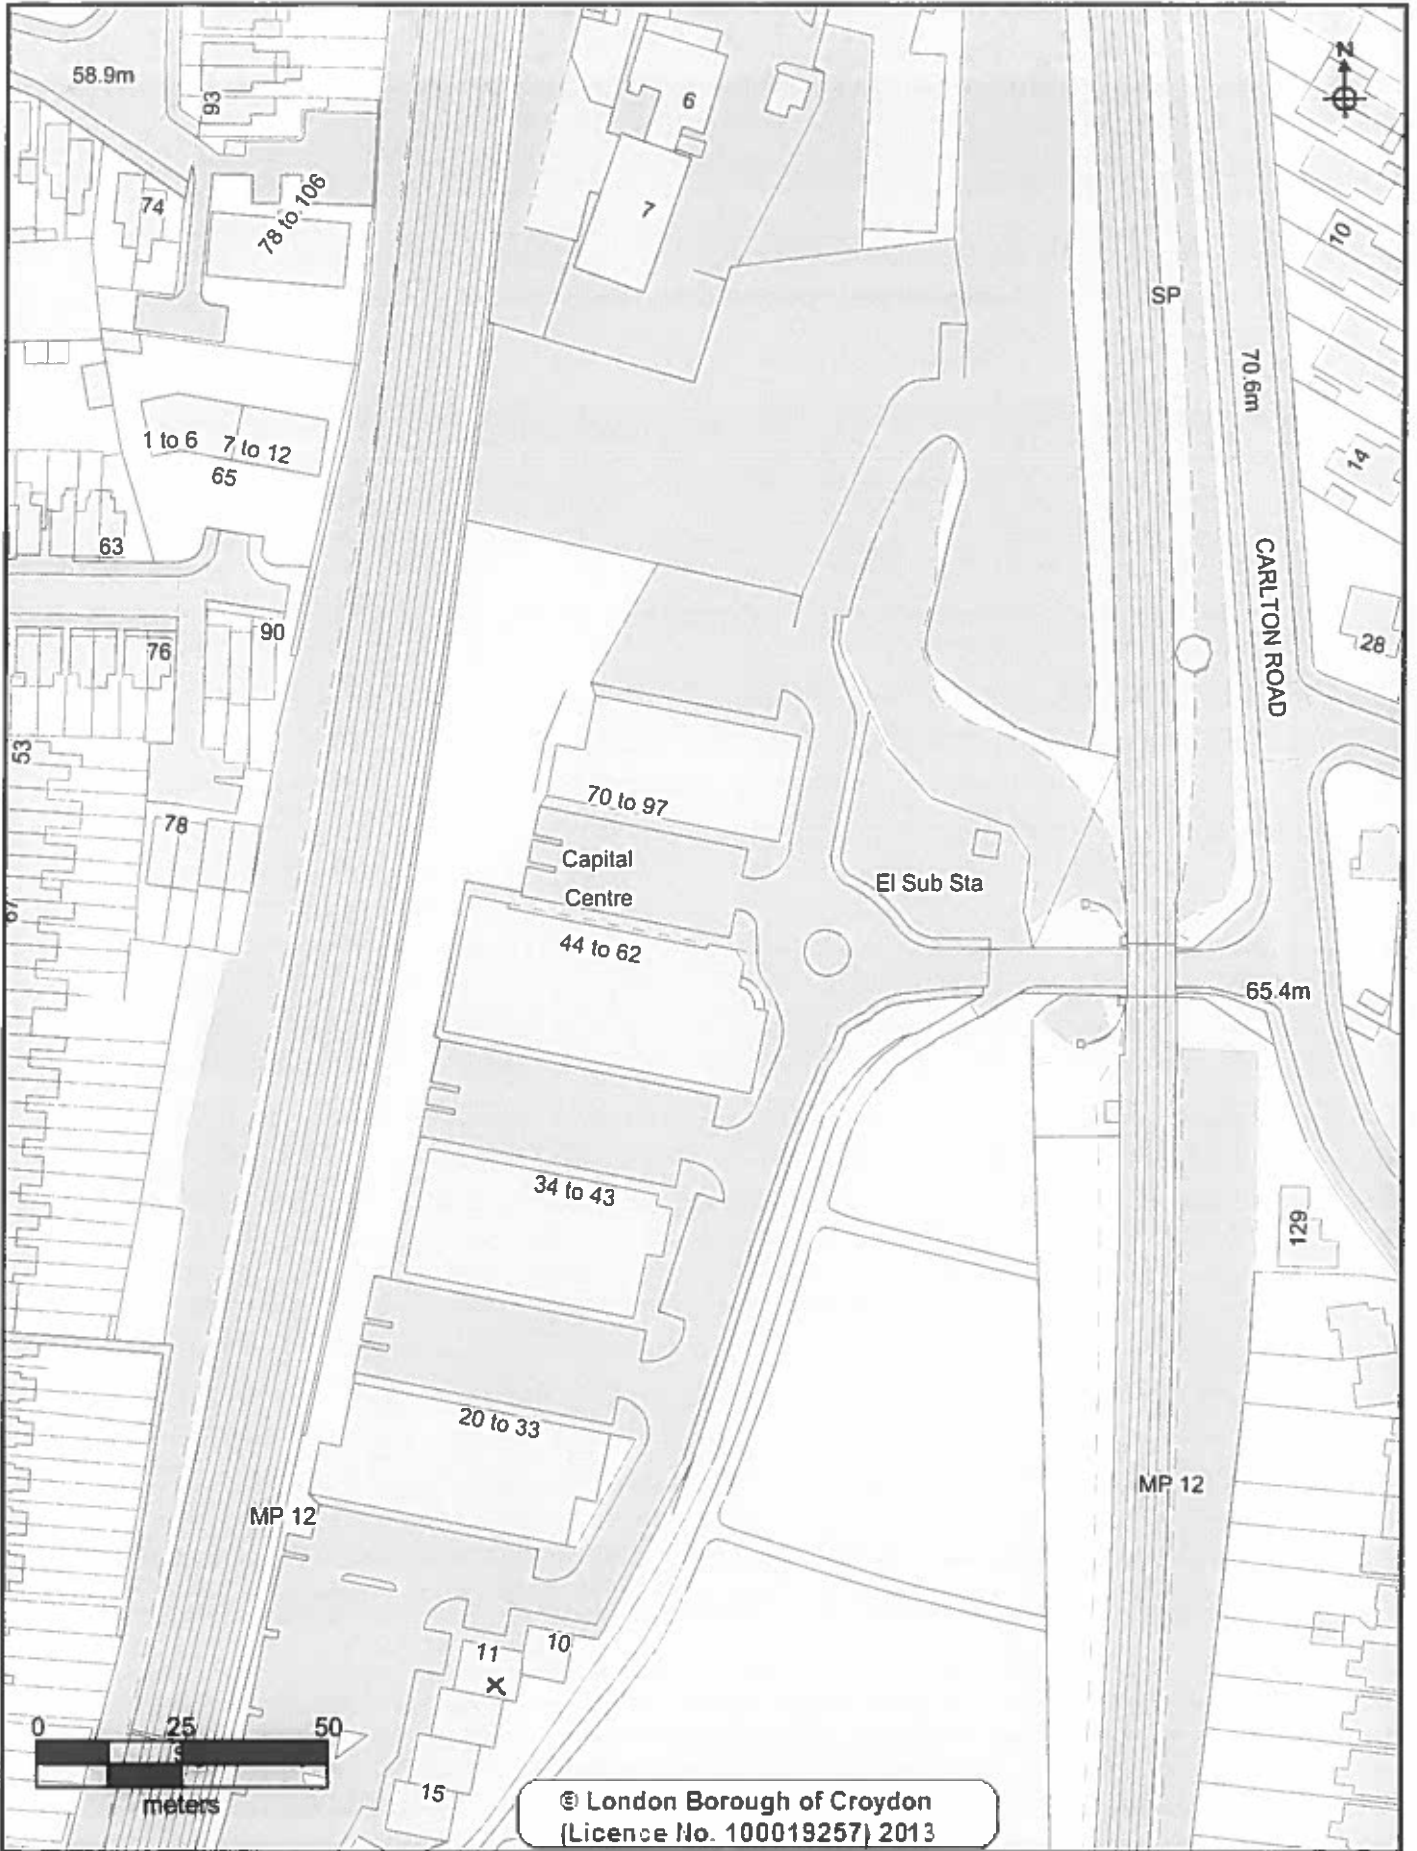 58.9m
93
6
N
74
78 to 106
7
10
SP
70.6m
1 to 6
7 to 12
65
14
63
CARLTON ROAD
90
28
76
53
70 to 97
78
Capital
Centre
El Sub Sta
67
44 to 62
65.4m
34 to 43
129
20 to 33
MP 12
MP 12
11
10
X
0 25 50
meters
15
© London Borough of Croydon
(Licence No. 100019257) 2013